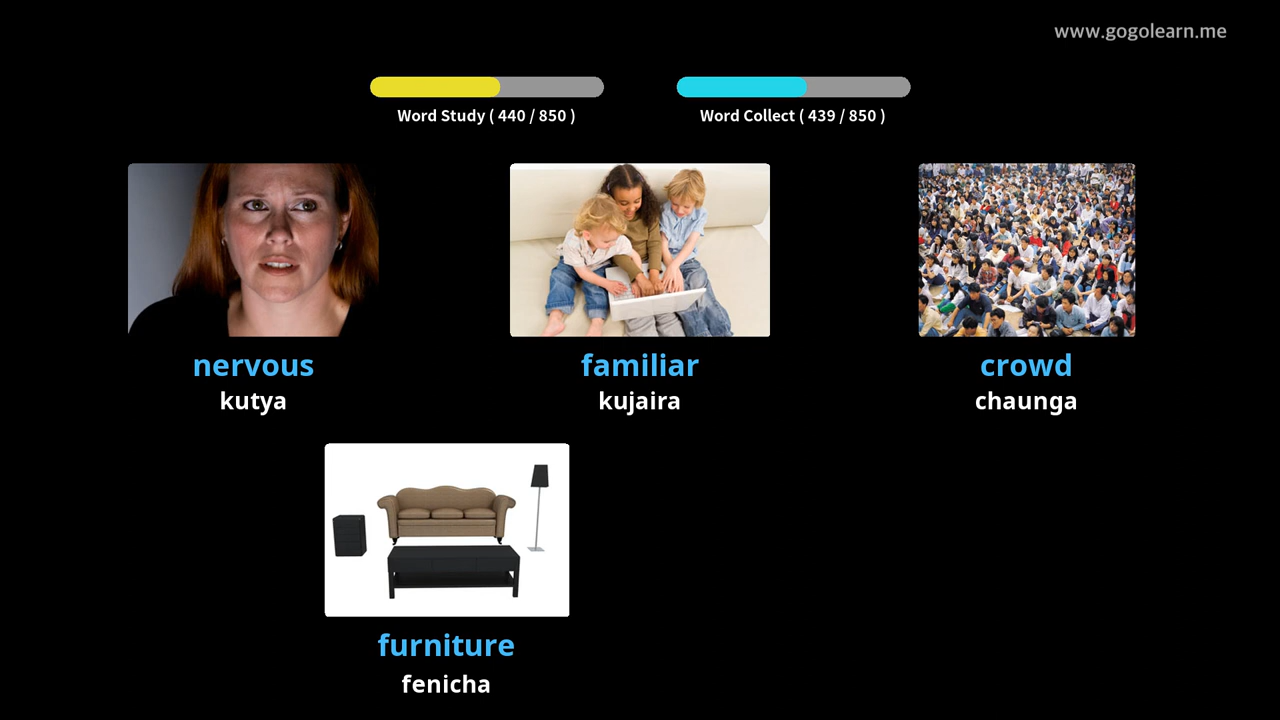 www.gogolearn.me
Word Study ( 440 / 850 )
Word Collect ( 439 / 850 )
nervous
kutya
familiar
kujaira
crowd
chaunga
furniture
fenicha